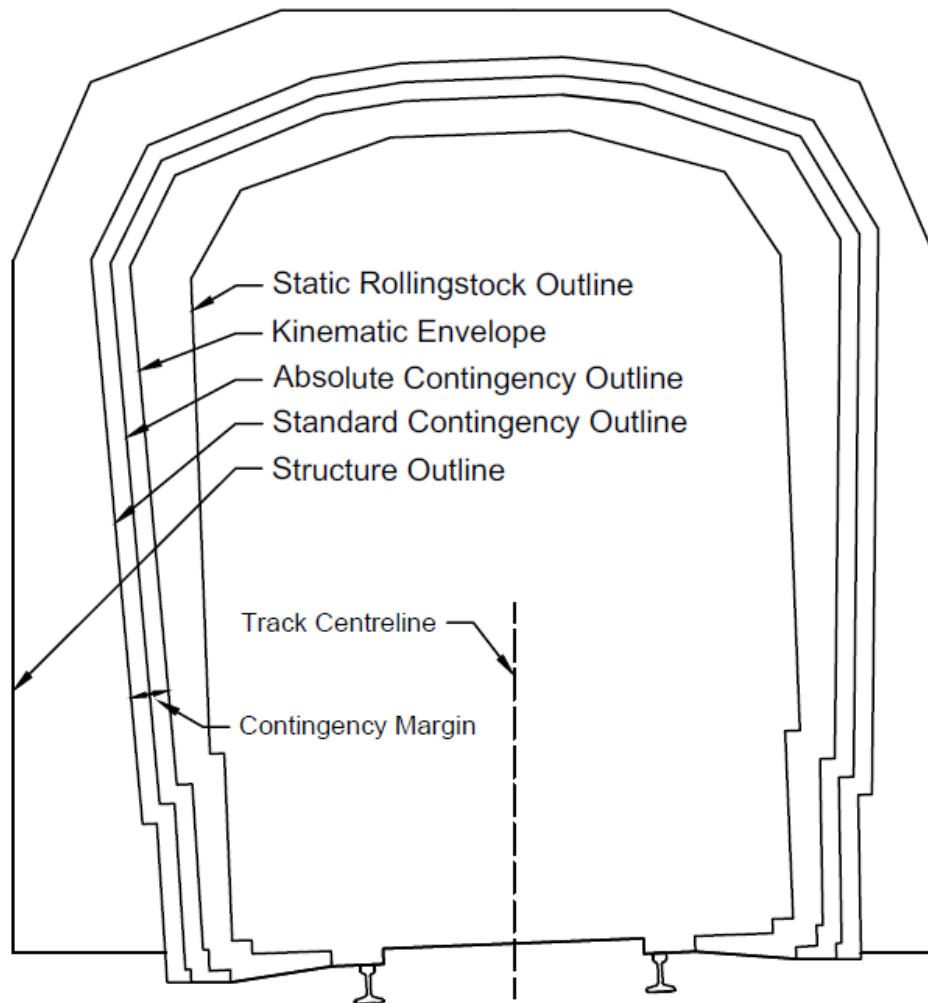 Static Rollingstock Outline
Kinematic Envelope
Absolute Contingency Outline
Standard Contingency Outline
Structure Outline
Track Centreline
Contingency Margin